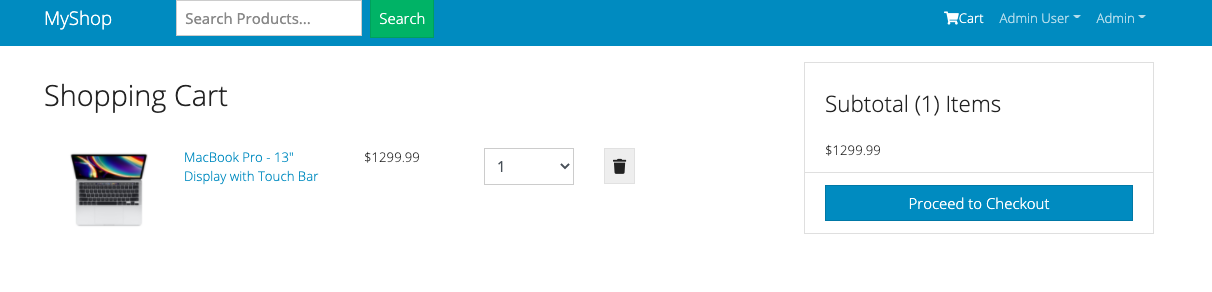 MyShop
Search Products...
Search
Cart
Admin User
Admin
Shopping Cart
MacBook Pro - 13"
Display with Touch Bar
$1299.99
1
Subtotal (1) Items
$1299.99
Proceed to Checkout